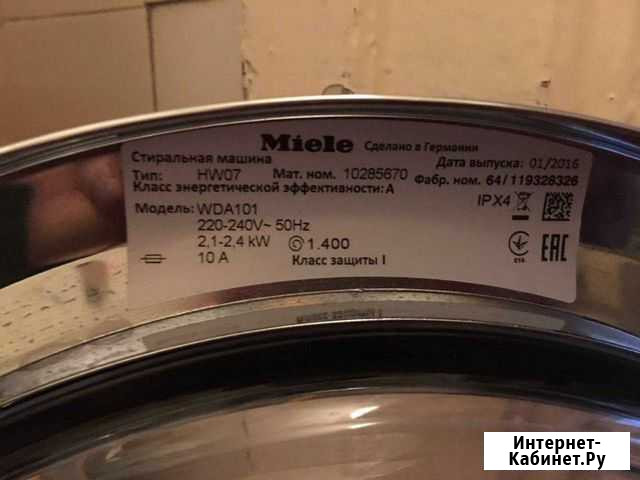 Miele Сделано в Германии
Стиральная машина Дата выпуска: 01/2016
Тип: HW07 Мат. ном. 10285670 Фабр. ном. 64/119328326
Класс энергетической эффективности: A
Модель: WDA101 IPX4
220-240V~ 50Hz
2,1-2,4 kW 1.400
10 A Класс защиты I
EAC
Интернет-
Кабинет.Ру